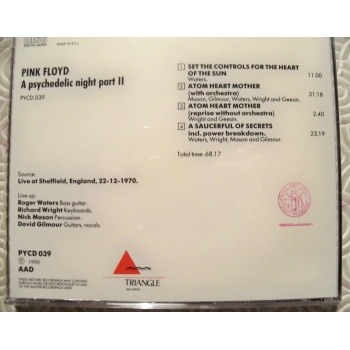 PINK FLOYD
A psychedelic night part II
PYCD 039
1 SET THE CONTROLS FOR THE HEART
OF THE SUN
Waters. 11.00
2 ATOM HEART MOTHER
(with orchestra) 31.18
Mason, Gilmour, Waters, Wright and Geesin.
3 ATOM HEART MOTHER
(reprise without orchestra) 2.40
Wright and Geesin.
4 A SAUCERFUL OF SECRETS
incl. power breakdown. 23.19
Waters, Wright, Mason and Gilmour.
Total time: 68.17
Source:
Live at Sheffield, England, 22-12-1970.
Line up:
Roger Waters Bass guitar.
Richard Wright Keyboards.
Nick Mason Percussion.
David Gilmour Guitars, vocals.
PYCD 039
℗ 1990
AAD
TRIANGLE
RECORDS